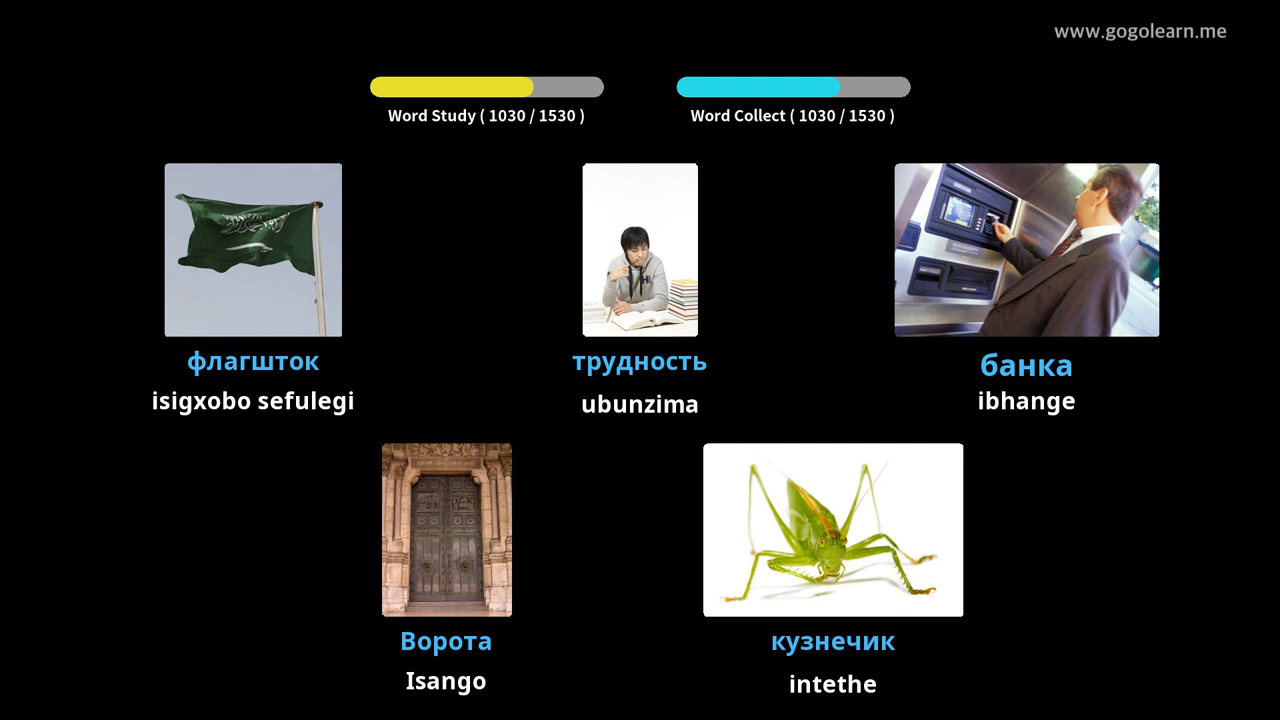 www.gogolearn.me
Word Study ( 1030 / 1530 )
Word Collect ( 1030 / 1530 )
флагшток
isigxobo sefulegi
трудность
ubunzima
банка
ibhange
Ворота
Isango
кузнечик
intethe